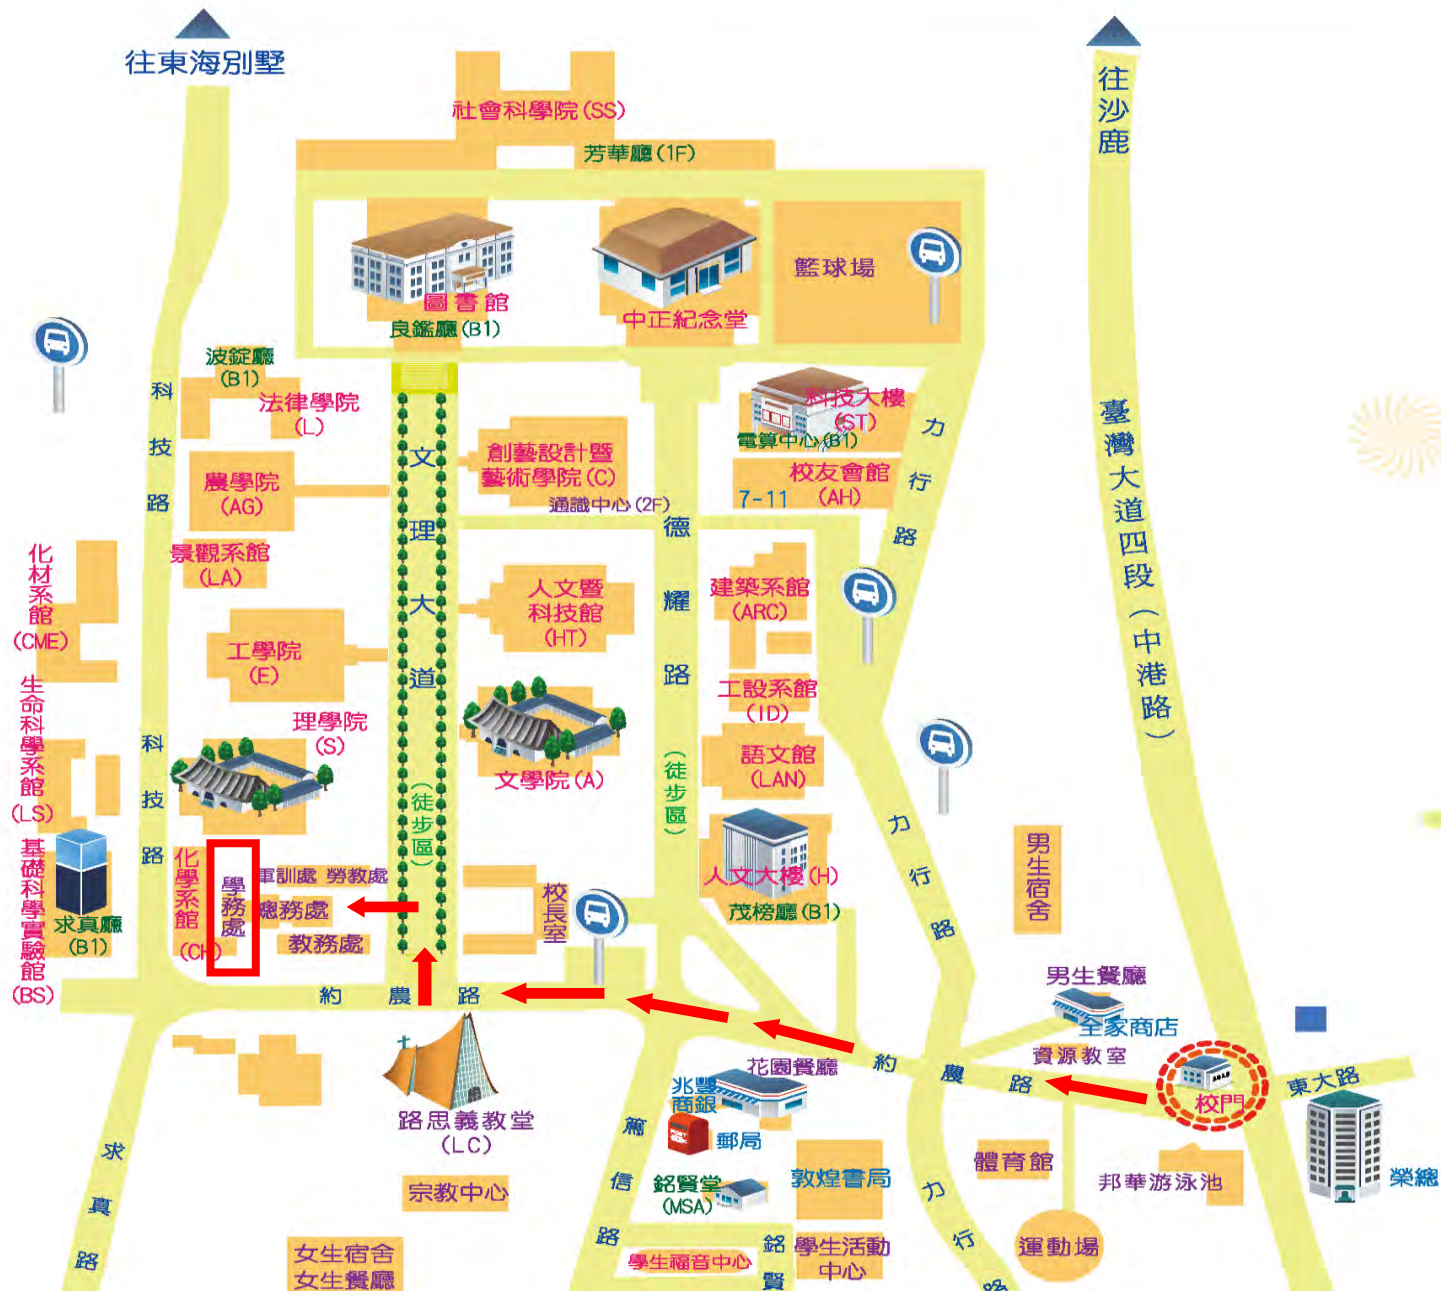 往東海別墅
往沙鹿
社會科學院(SS)
芳華廳(1F)
圖書館
良鑑廳(B1)
中正紀念堂
籃球場
波錠廳
(B1)
法律學院
(L)
科技路
農學院
(AG)
文理大道
(徒步區)
創藝設計暨
藝術學院(C)
通識中心(2F)
科技大樓
(ST)
電算中心(B1)
校友會館
(AH)
7-11
力行路
臺灣大道四段(中港路)
德耀路
(徒步區)
化材系館
(CME)
景觀系館
(LA)
人文暨
科技館
(HT)
建築系館
(ARC)
工學院
(E)
工設系館
(ID)
生命科學系館
(LS)
理學院
(S)
文學院(A)
語文館
(LAN)
科技路
基礎科學實驗館
(BS)
求真廳
(B1)
化學系館
(CH)
學務處
軍訓處 勞教處
總務處
教務處
校長室
人文大樓(H)
茂榜廳(B1)
力行路
男生宿舍
男生餐廳
全家商店
資源教室
約農路
約農路
校門
東大路
榮總
花園餐廳
兆豐
商銀
郵局
路思義教堂
(LC)
宗教中心
篤信路
銘賢堂
(MSA)
敦煌書局
體育館
邦華游泳池
求真路
女生宿舍
女生餐廳
學生福音中心
銘賢
學生活動
中心
力行路
運動場
POST